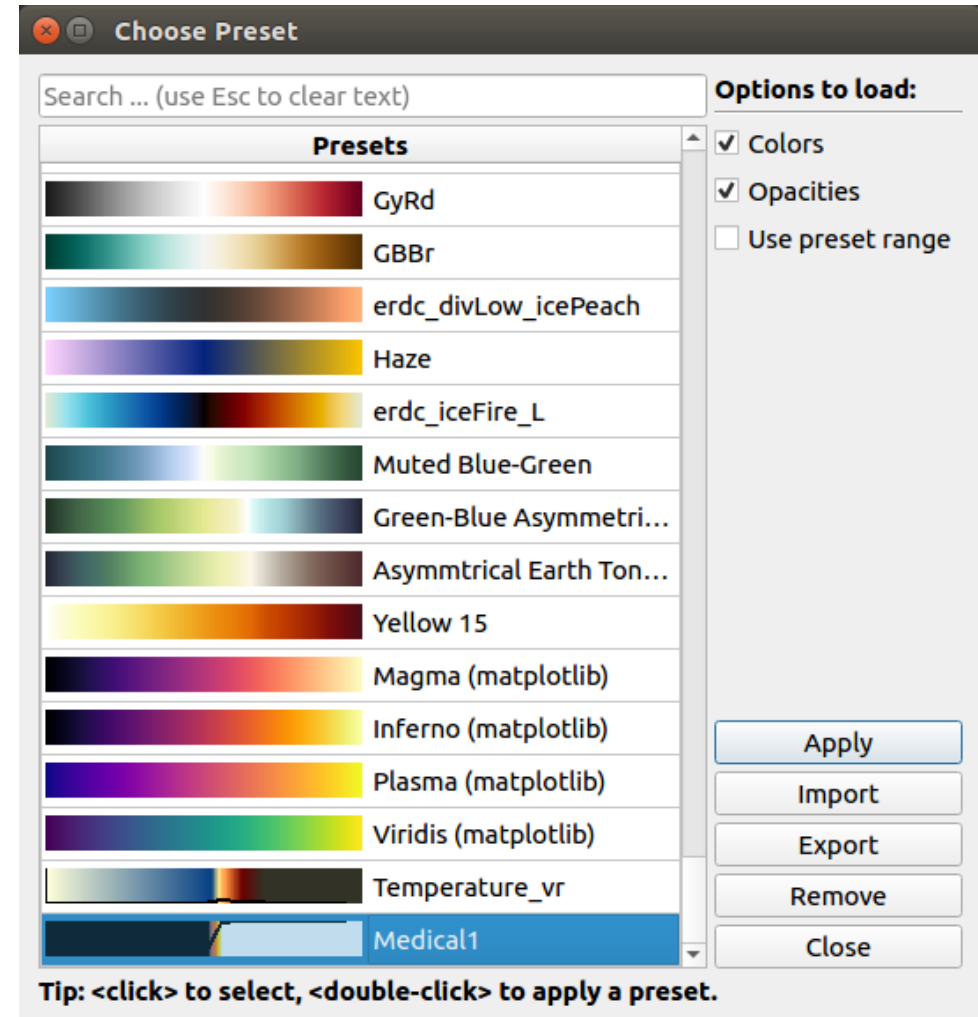 Choose Preset
Search ... (use Esc to clear text)
Options to load:
Presets
Colors
Opacities
Use preset range
GyRd
GBBr
erdc_divLow_icePeach
Haze
erdc_iceFire_L
Muted Blue-Green
Green-Blue Asymmetri...
Asymmtrical Earth Ton...
Yellow 15
Magma (matplotlib)
Inferno (matplotlib)
Plasma (matplotlib)
Viridis (matplotlib)
Temperature_vr
Medical1
Apply
Import
Export
Remove
Close
Tip: <click> to select, <double-click> to apply a preset.